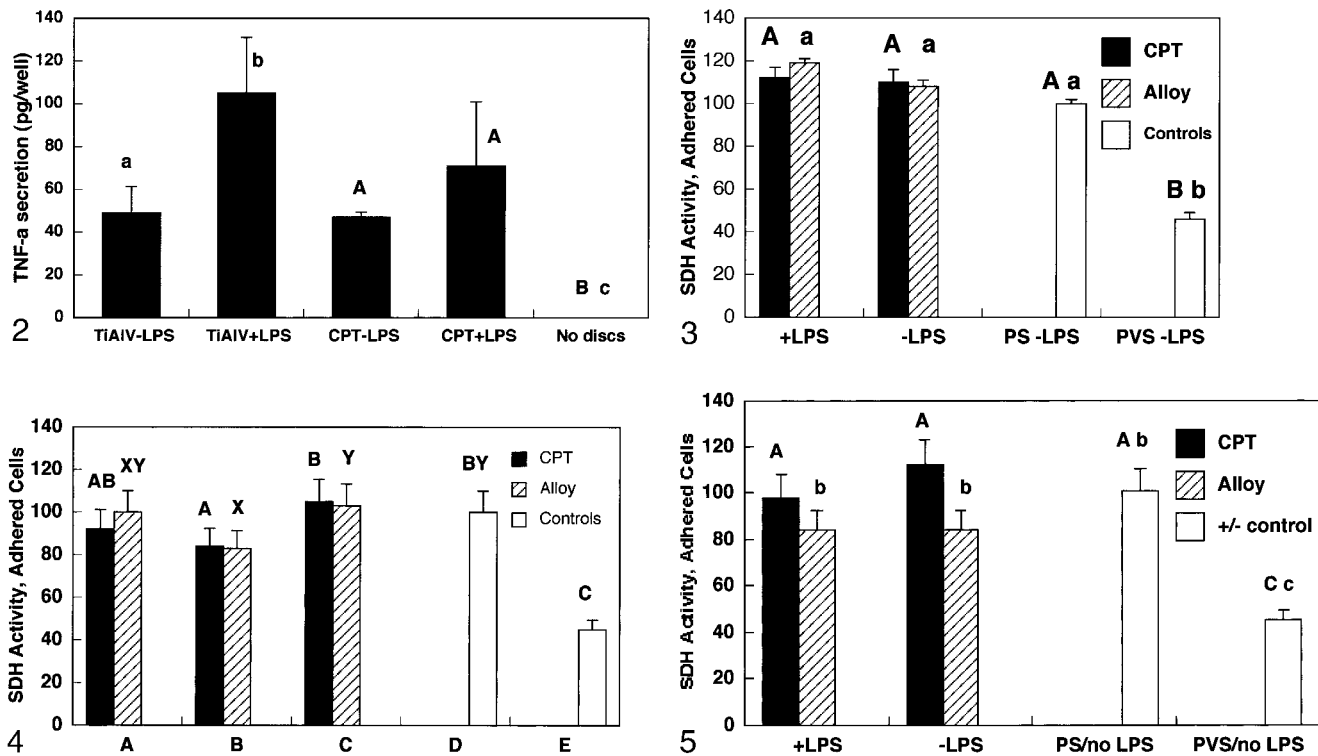 140
120
100
80
60
40
20
0
TNF-a secretion (pg/well)
a
b
A
A
B c
TiAlV-LPS TiAlV+LPS CPT-LPS CPT+LPS No discs
2
140
120
100
80
60
40
20
0
SDH Activity, Adhered Cells
A a
A a
A a
B b
CPT
Alloy
Controls
+LPS -LPS PS -LPS PVS -LPS
3
140
120
100
80
60
40
20
0
SDH Activity, Adhered Cells
AB XY
A X
B Y
BY
C
CPT
Alloy
Controls
A B C D E
4
140
120
100
80
60
40
20
0
SDH Activity, Adhered Cells
A b
A b
A b
C c
CPT
Alloy
+/- control
+LPS -LPS PS/no LPS PVS/no LPS
5